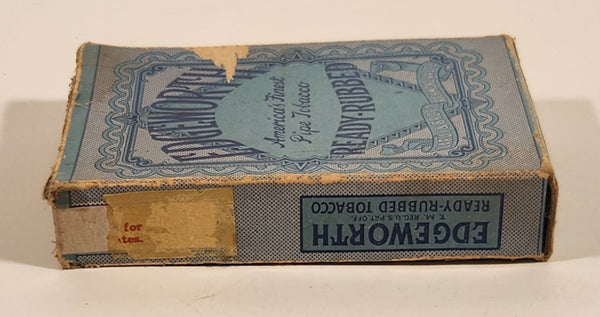 EDGEWORTH
America's Finest
Pipe Tobacco
READY-RUBBED
for
ates.
EDGEWORTH
T. M. REG. U.S. PAT. OFF.
READY-RUBBED TOBACCO